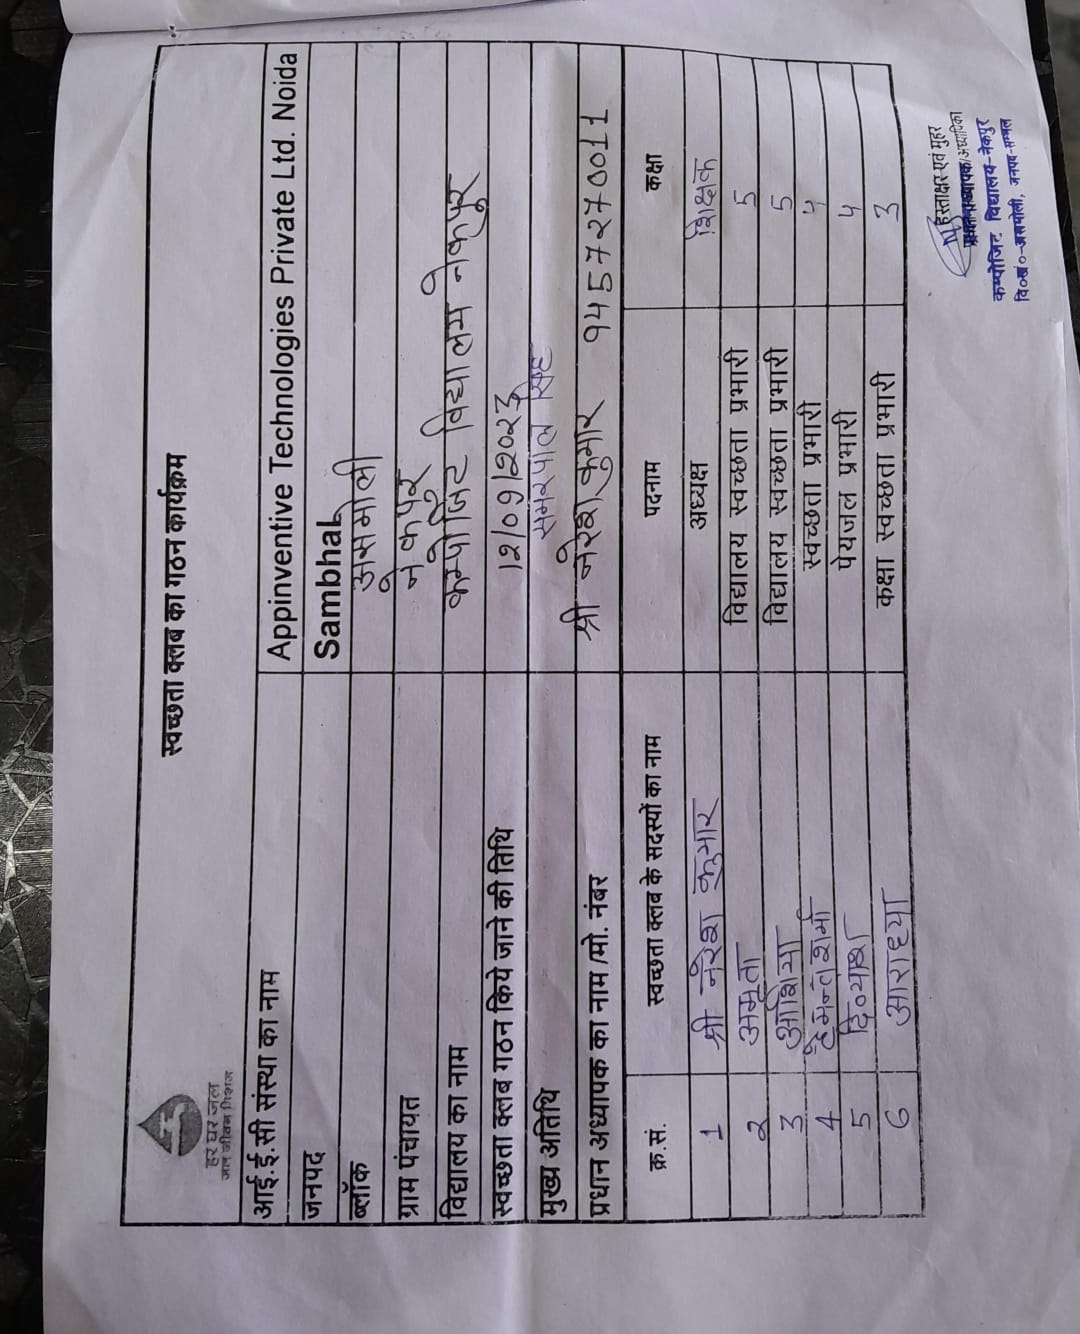 हर घर जल
जल जीवन मिशन
स्वच्छता क्लब का गठन कार्यक्रम
आई.ई.सी संस्था का नाम Appinventive Technologies Private Ltd. Noida
जनपद Sambhal
ब्लॉक असमोली
ग्राम पंचायत नेकपुर
विद्यालय का नाम कम्पोजिट विद्यालय नेकपुर
स्वच्छता क्लब गठन किये जाने की तिथि 12/09/2023
मुख्य अतिथि समरपाल सिंह
प्रधान अध्यापक का नाम /मो. नंबर श्री नरेश कुमार 9457270011
क्र.सं. स्वच्छता क्लब के सदस्यों का नाम पदनाम कक्षा
1 श्री नरेश कुमार अध्यक्ष शिक्षक
2 अमृता विद्यालय स्वच्छता प्रभारी 5
3 आशिया विद्यालय स्वच्छता प्रभारी 5
4 हेमन्त शर्मा स्वच्छता प्रभारी 4
5 दिव्यांश पेयजल प्रभारी 4
6 आराध्या कक्षा स्वच्छता प्रभारी 3
हस्ताक्षर एवं मुहर
प्रधानाध्यापक/अध्यापिका
कम्पोजिट विद्यालय-नेकपुर
वि०ख०-असमोली, जनपद-सम्भल